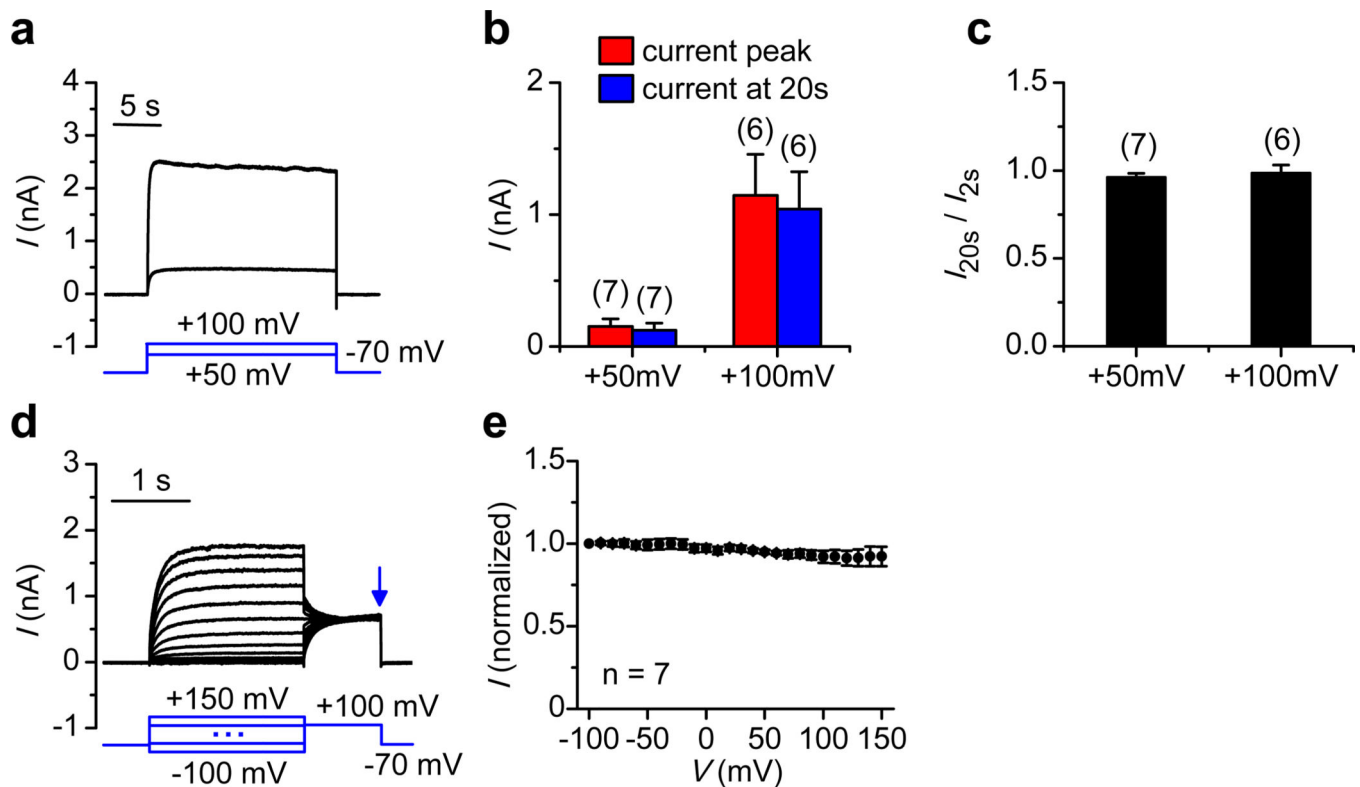 a
4
3
2
1
0
-1
I (nA)
5 s
+100 mV
+50 mV
-70 mV
b
current peak
current at 20s
2
1
0
I (nA)
(7)
(7)
(6)
(6)
+50mV
+100mV
c
1.5
1.0
0.5
0.0
I20s / I2s
(7)
(6)
+50mV
+100mV
d
3
2
1
0
-1
I (nA)
1 s
+150 mV
...
-100 mV
+100 mV
-70 mV
e
1.5
1.0
0.5
0
I (normalized)
n = 7
-100 -50 0 50 100 150
V (mV)